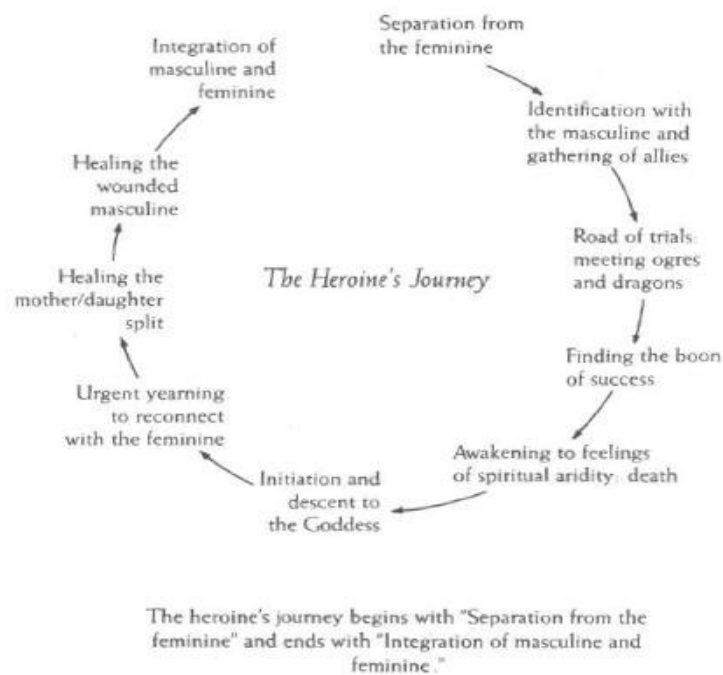 Separation from
the feminine
Identification with
the masculine and
gathering of allies
Road of trials:
meeting ogres
and dragons
Finding the boon
of success
Awakening to feelings
of spiritual aridity: death
Initiation and
descent to
the Goddess
Urgent yearning
to reconnect
with the feminine
Healing the
mother/daughter
split
Healing the
wounded
masculine
Integration of
masculine and
feminine
The Heroine's Journey
The heroine's journey begins with "Separation from the
feminine" and ends with "Integration of masculine and
feminine."